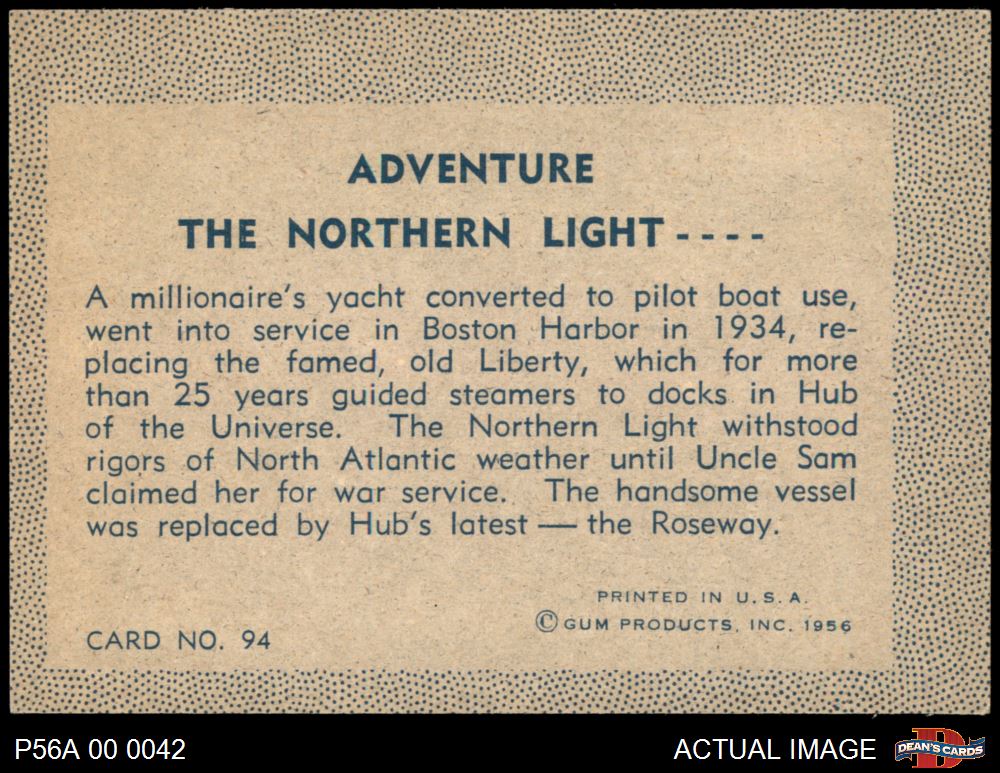 ADVENTURE
THE NORTHERN LIGHT - - - -
A millionaire's yacht converted to pilot boat use,
went into service in Boston Harbor in 1934, re-
placing the famed, old Liberty, which for more
than 25 years guided steamers to docks in Hub
of the Universe. The Northern Light withstood
rigors of North Atlantic weather until Uncle Sam
claimed her for war service. The handsome vessel
was replaced by Hub's latest — the Roseway.
PRINTED IN U. S. A.
© GUM PRODUCTS, INC. 1956
CARD NO. 94
P56A 00 0042
ACTUAL IMAGE
D
DEAN'S CARDS